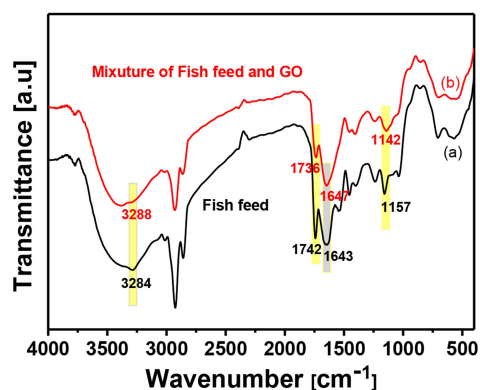 Transmittance [a.u]
Mixuture of Fish feed and GO
(b)
(a)
1142
1736
1647
3288
Fish feed
1157
1742
1643
3284
4000 3500 3000 2500 2000 1500 1000 500
Wavenumber [cm-1]